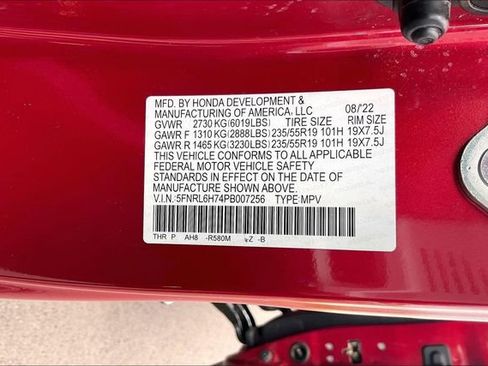 MFD. BY HONDA DEVELOPMENT &
MANUFACTURING OF AMERICA, LLC 08/'22
GVWR 2730 KG(6019LBS) TIRE SIZE RIM SIZE
GAWR F 1310 KG(2888LBS) 235/55R19 101H 19X7.5J
GAWR R 1465 KG(3230LBS) 235/55R19 101H 19X7.5J
THIS VEHICLE CONFORMS TO ALL APPLICABLE
FEDERAL MOTOR VEHICLE SAFETY
STANDARDS IN EFFECT ON THE DATE OF
MANUFACTURE SHOWN ABOVE.
V.I.N.:5FNRL6H74PB007256 TYPE:MPV
THR P AH8 -R580M -B